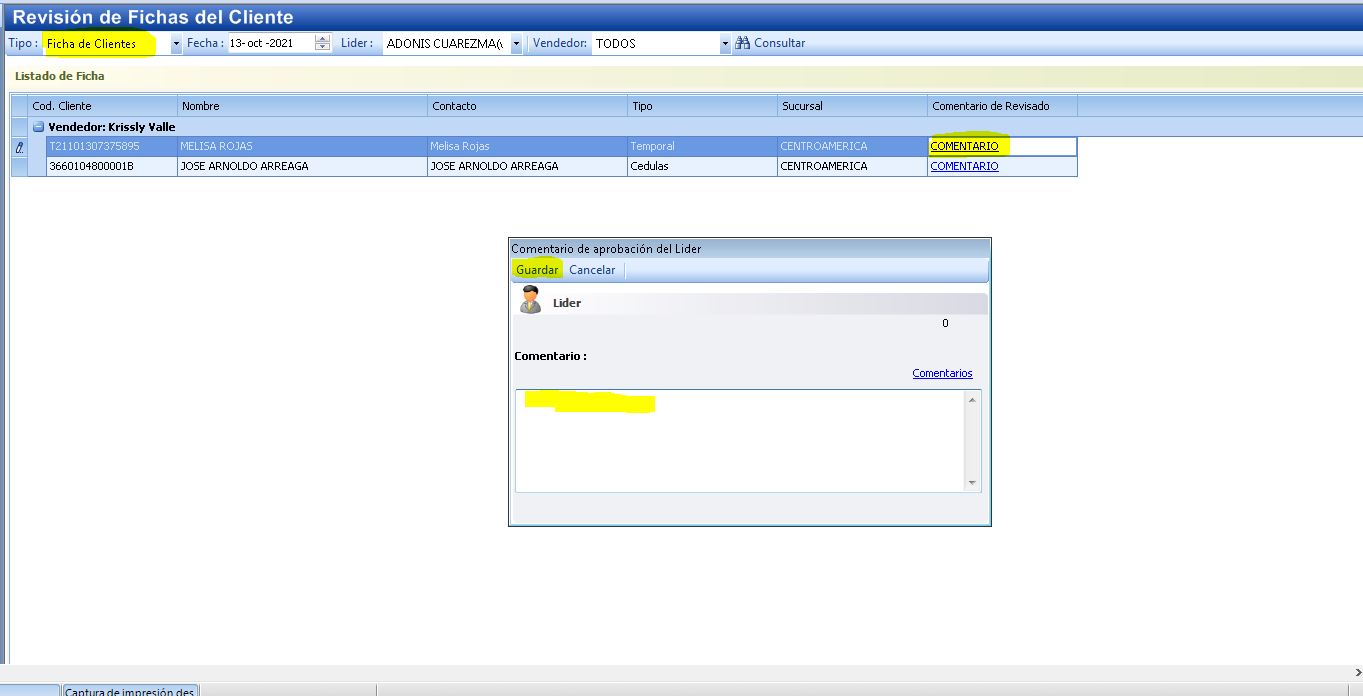 Revisión de Fichas del Cliente
Tipo : Ficha de Clientes Fecha : 13-oct -2021 Lider : ADONIS CUAREZMA(\ Vendedor: TODOS Consultar
Listado de Ficha
Cod. Cliente Nombre Contacto Tipo Sucursal Comentario de Revisado
Vendedor: Krissly Valle
T21101307375895 MELISA ROJAS Melisa Rojas Temporal CENTROAMERICA COMENTARIO
3660104800001B JOSE ARNOLDO ARREAGA JOSE ARNOLDO ARREAGA Cedulas CENTROAMERICA COMENTARIO
Comentario de aprobación del Lider
Guardar Cancelar
Lider
0
Comentario :
Comentarios
Captura de impresión des